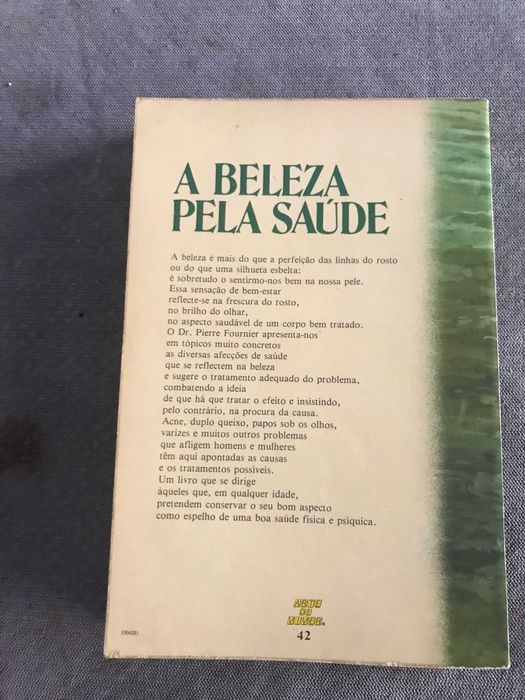 A BELEZA
PELA SAÚDE
A beleza é mais do que a perfeição das linhas do rosto
ou do que uma silhueta esbelta:
é sobretudo o sentirmo-nos bem na nossa pele.
Essa sensação de bem-estar
reflecte-se na frescura do rosto,
no brilho do olhar,
no aspecto saudável de um corpo bem tratado.
O Dr. Pierre Fournier apresenta-nos
em tópicos muito concretos
as diversas afecções de saúde
que se reflectem na beleza
e sugere o tratamento adequado do problema,
combatendo a ideia
de que há que tratar o efeito e insistindo,
pelo contrário, na procura da causa.
Acne, duplo queixo, papos sob os olhos,
varizes e muitos outros problemas
que afligem homens e mulheres
têm aqui apontadas as causas
e os tratamentos possíveis.
Um livro que se dirige
àqueles que, em qualquer idade,
pretendem conservar o seu bom aspecto
como espelho de uma boa saúde física e psíquica.
ARTE
DE
VIVER
42